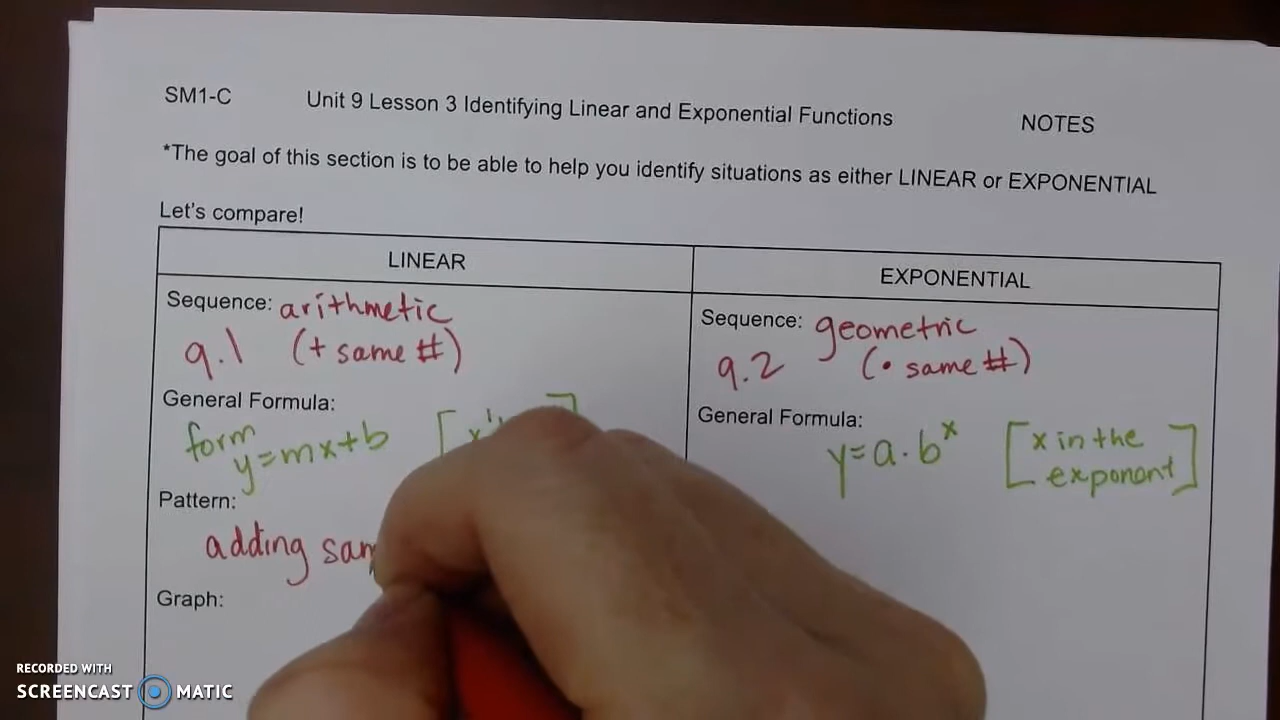 SM1-C Unit 9 Lesson 3 Identifying Linear and Exponential Functions NOTES
*The goal of this section is to be able to help you identify situations as either LINEAR or EXPONENTIAL
Let's compare!
LINEAR
Sequence: arithmetic
9.1 (+ same #)
General Formula:
form
y=mx+b
Pattern:
adding
Graph:
EXPONENTIAL
Sequence: geometric
9.2 (• same #)
General Formula:
y=a·bˣ [x in the
exponent]
RECORDED WITH
SCREENCAST MATIC